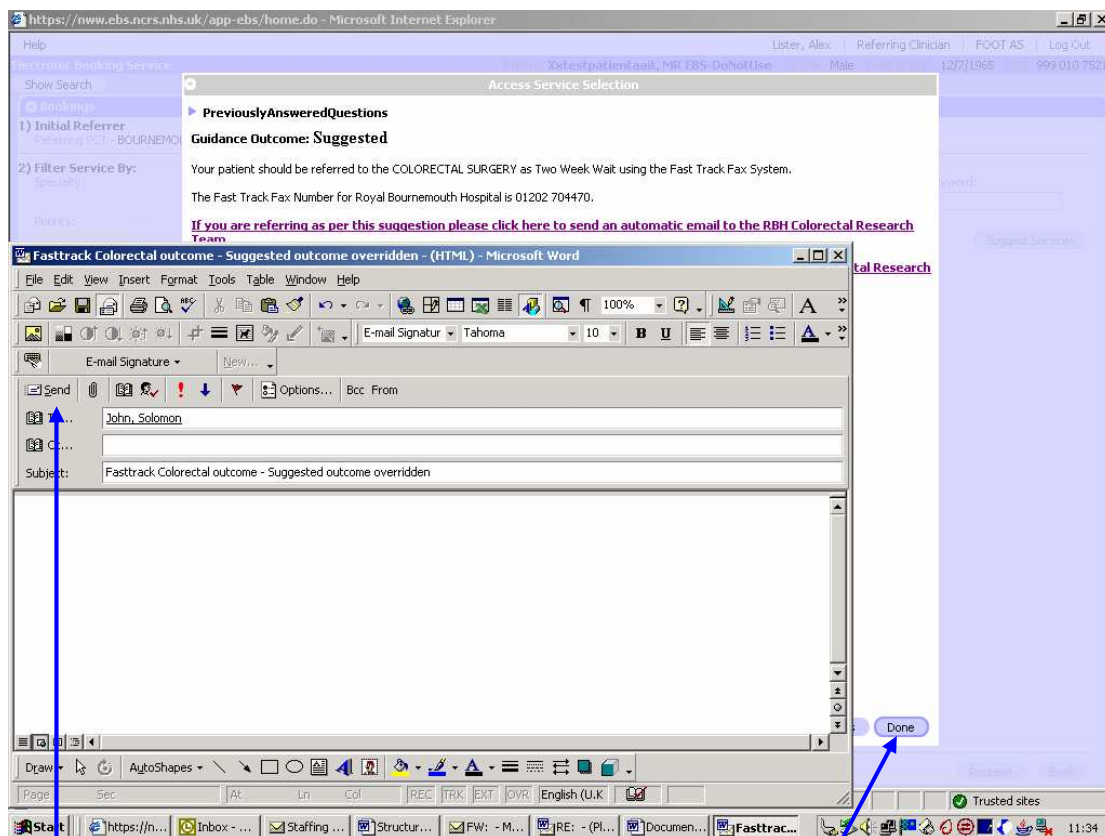 https://nww.ebs.ncrs.nhs.uk/app-ebs/home.do - Microsoft Internet Explorer
Help Lister, Alex Referring Clinician FOOT AS Log Out
Electronic Booking Service Xxtestpatientaoit, MR EBS-DoNotUse Male 12/7/1965 999 010 7521
Show Search
Access Service Selection
Bookings
PreviouslyAnsweredQuestions
1) Initial Referrer
Referring PCT - BOURNEMO
Guidance Outcome: Suggested
2) Filter Service By:
Specialty:
Your patient should be referred to the COLORECTAL SURGERY as Two Week Wait using the Fast Track Fax System.
The Fast Track Fax Number for Royal Bournemouth Hospital is 01202 704470.
Priority:
If you are referring as per this suggestion please click here to send an automatic email to the RBH Colorectal Research
Team
Suggest Services
tal Research
Fasttrack Colorectal outcome - Suggested outcome overridden - (HTML) - Microsoft Word
File Edit View Insert Format Tools Table Window Help
100%
E-mail Signatur Tahoma 10 B U A
E-mail Signature New...
Send Options... Bcc From
John, Solomon
Subject: Fasttrack Colorectal outcome - Suggested outcome overridden
Done
Draw AutoShapes
Page Sec At Ln Col REC TRK EXT OVR English (U.K
Trusted sites
Start https://n... Inbox - ... Staffing ... Structur... FW: - M... RE: - (Pl... Documen... Fasttrac... 11:34